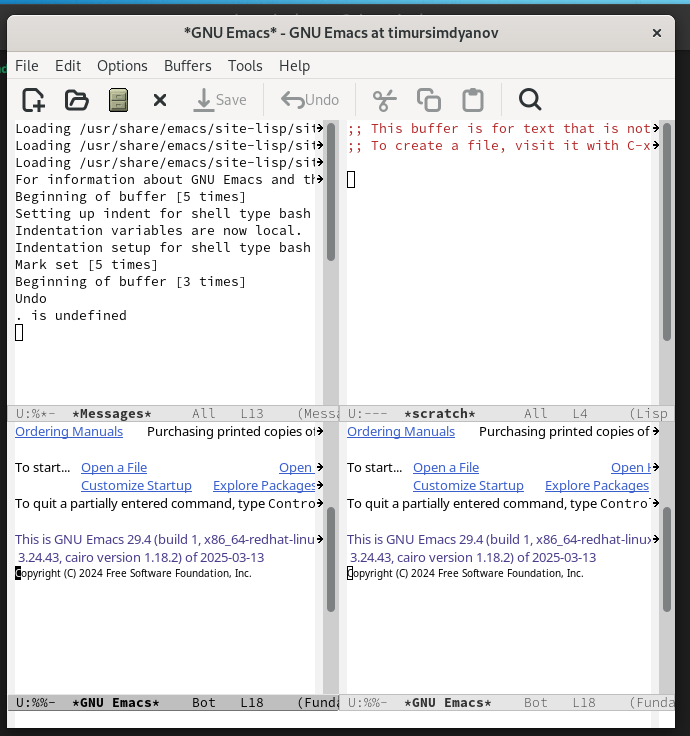 *GNU Emacs* - GNU Emacs at timursimdyanov
File Edit Options Buffers Tools Help
Save Undo
Loading /usr/share/emacs/site-lisp/sit
Loading /usr/share/emacs/site-lisp/sit
Loading /usr/share/emacs/site-lisp/sit
For information about GNU Emacs and th
Beginning of buffer [5 times]
Setting up indent for shell type bash
Indentation variables are now local.
Indentation setup for shell type bash
Mark set [5 times]
Beginning of buffer [3 times]
Undo
. is undefined
U:%*- *Messages* All L13 (Messa
;; This buffer is for text that is not
;; To create a file, visit it with C-x
U:--- *scratch* All L4 (Lisp
Ordering Manuals Purchasing printed copies of
To start... Open a File Open
Customize Startup Explore Packages
To quit a partially entered command, type Contro
This is GNU Emacs 29.4 (build 1, x86_64-redhat-linu
3.24.43, cairo version 1.18.2) of 2025-03-13
Copyright (C) 2024 Free Software Foundation, Inc.
U:%%- *GNU Emacs* Bot L18 (Funda
Ordering Manuals Purchasing printed copies of
To start... Open a File Open
Customize Startup Explore Packages
To quit a partially entered command, type Contro
This is GNU Emacs 29.4 (build 1, x86_64-redhat-linux
3.24.43, cairo version 1.18.2) of 2025-03-13
Copyright (C) 2024 Free Software Foundation, Inc.
U:%%- *GNU Emacs* Bot L18 (Funda